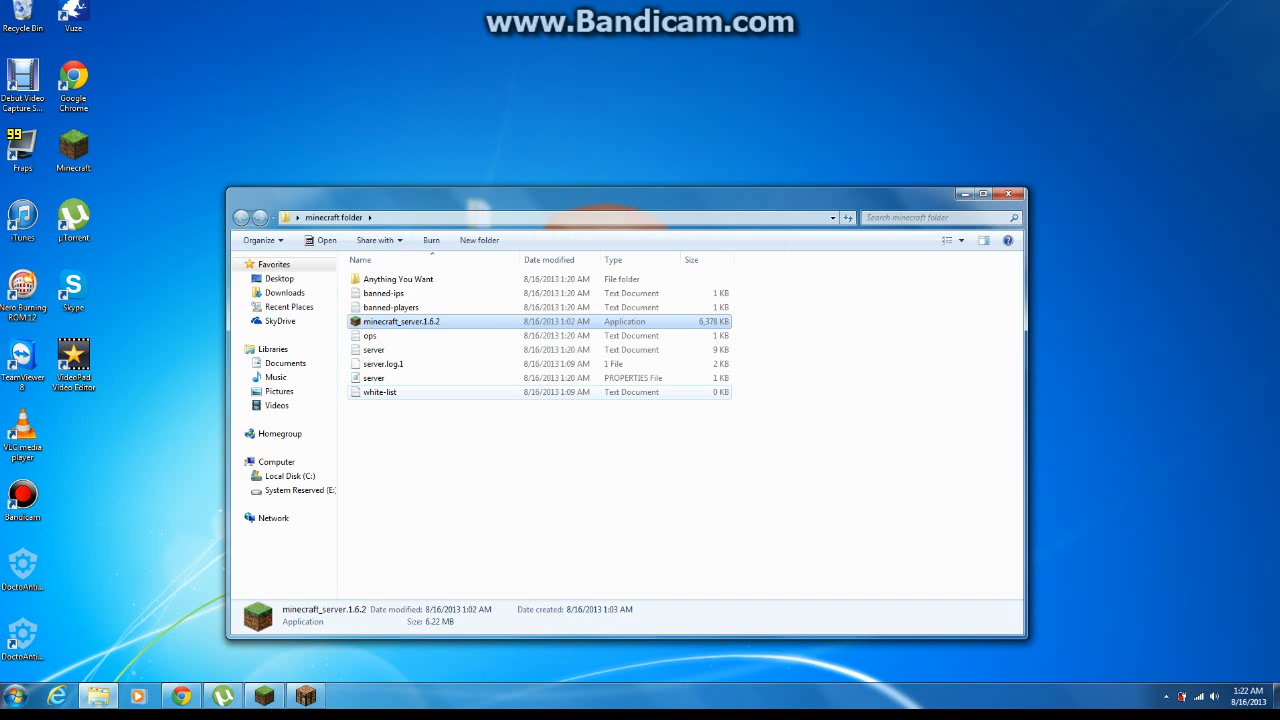 www.Bandicam.com
Recycle Bin
Vuze
Debut Video
Capture S...
Google
Chrome
99
Fraps
Minecraft
iTunes
µTorrent
Nero Burning
ROM 12
Skype
TeamViewer
8
VideoPad
Video Editor
VLC media
player
Bandicam
DoctoAnti...
DoctoAnti...
minecraft folder
Search minecraft folder
Organize
Open
Share with
Burn
New folder
Favorites
Desktop
Downloads
Recent Places
SkyDrive
Libraries
Documents
Music
Pictures
Videos
Homegroup
Computer
Local Disk (C:)
System Reserved (E:
Network
Name Date modified Type Size
Anything You Want 8/16/2013 1:20 AM File folder
banned-ips 8/16/2013 1:20 AM Text Document 1 KB
banned-players 8/16/2013 1:20 AM Text Document 1 KB
minecraft_server.1.6.2 8/16/2013 1:02 AM Application 6,378 KB
ops 8/16/2013 1:20 AM Text Document 1 KB
server 8/16/2013 1:20 AM Text Document 9 KB
server.log.1 8/16/2013 1:09 AM 1 File 2 KB
server 8/16/2013 1:20 AM PROPERTIES File 1 KB
white-list 8/16/2013 1:09 AM Text Document 0 KB
minecraft_server.1.6.2 Date modified: 8/16/2013 1:02 AM Date created: 8/16/2013 1:03 AM
Application Size: 6.22 MB
1:22 AM
8/16/2013